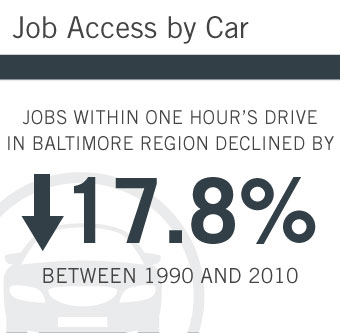 Job Access by Car
JOBS WITHIN ONE HOUR'S DRIVE
IN BALTIMORE REGION DECLINED BY
17.8%
BETWEEN 1990 AND 2010